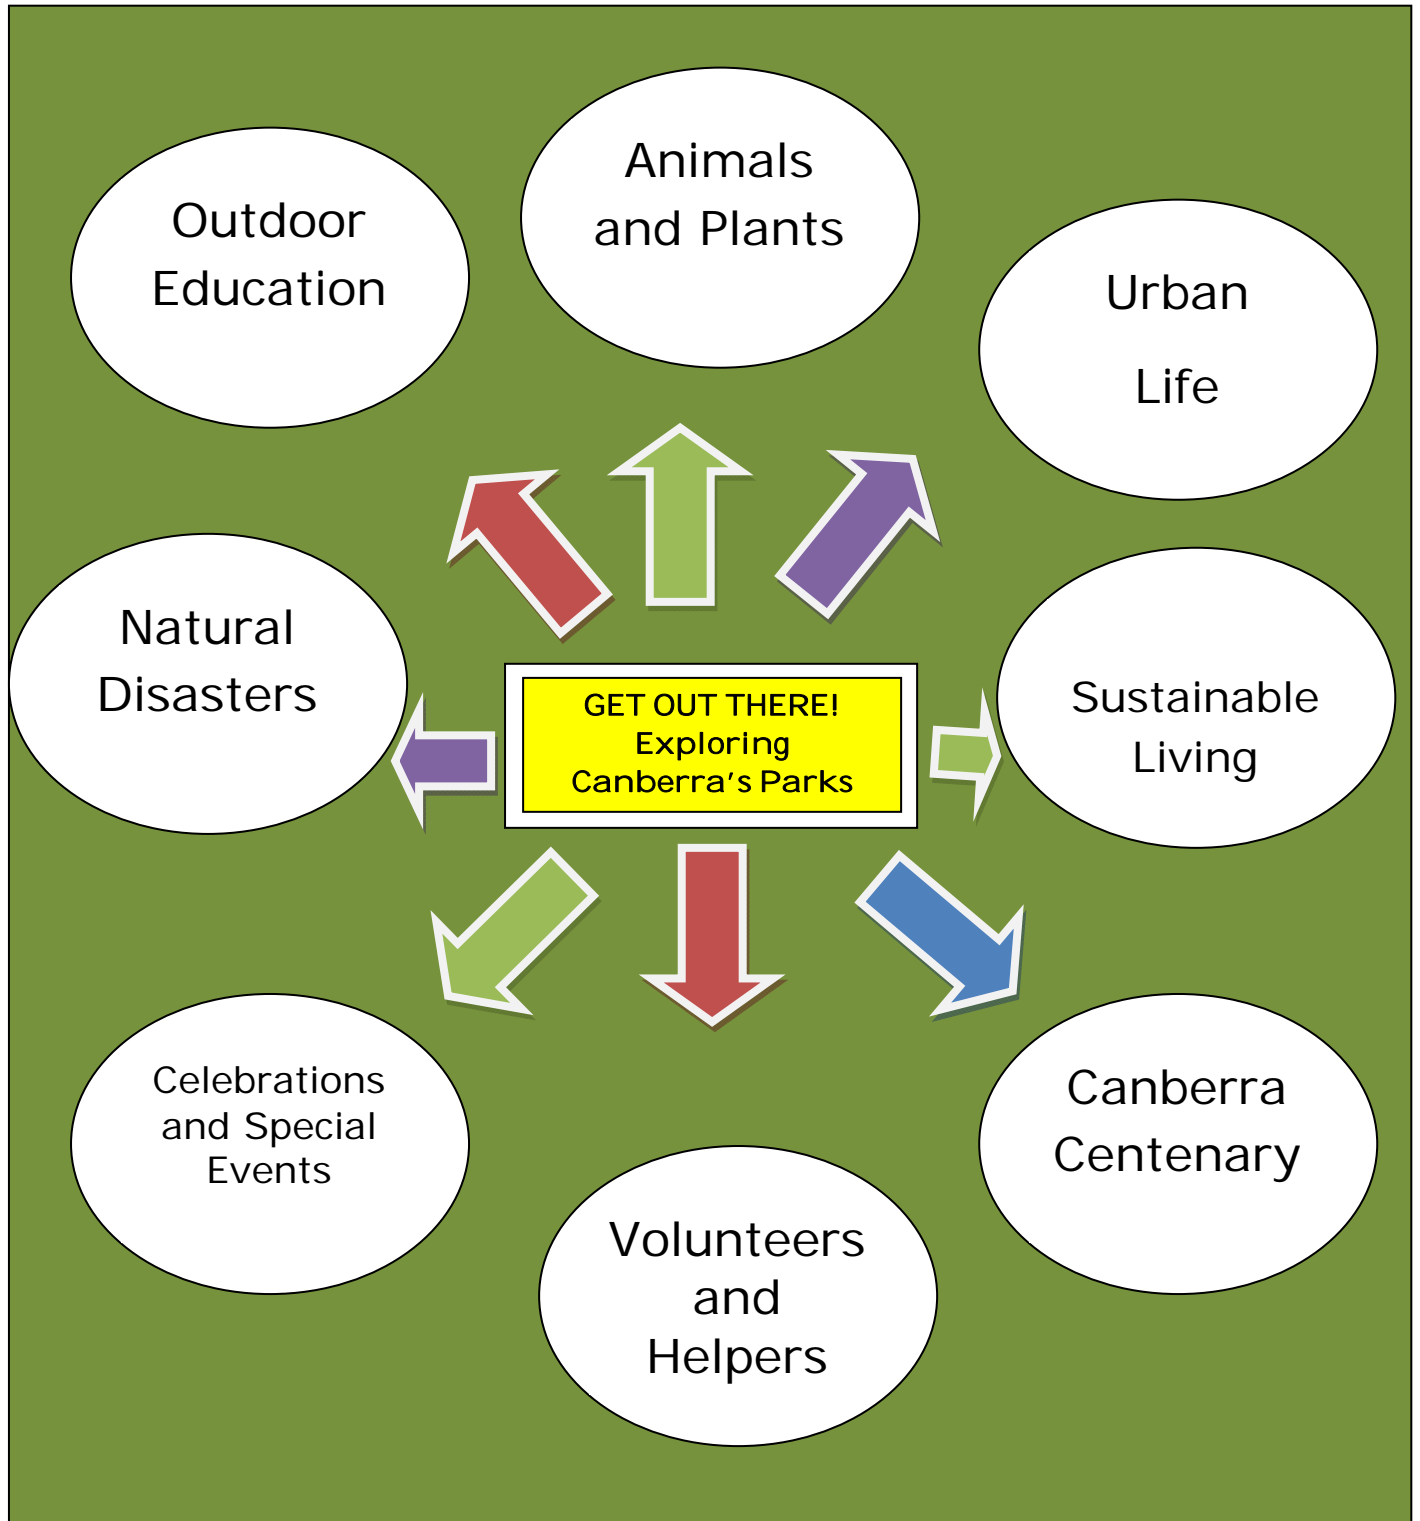 Animals
and Plants
Outdoor
Education
Urban
Life
Natural
Disasters
GET OUT THERE!
Exploring
Canberra's Parks
Sustainable
Living
Celebrations
and Special
Events
Canberra
Centenary
Volunteers
and
Helpers